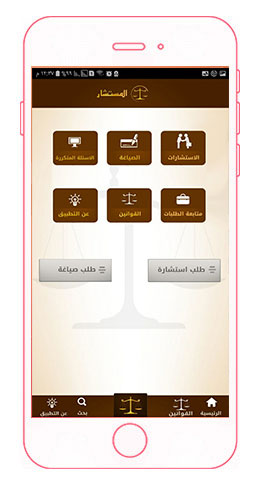 ١٢:٣٧ م
٩٩٪
المستشار
الاستشارات
الصياغة
الاسئلة المتكررة
متابعة الطلبات
القوانين
عن التطبيق
طلب استشارة
طلب صياغة
الرئيسية
القوانين
بحث
عن التطبيق